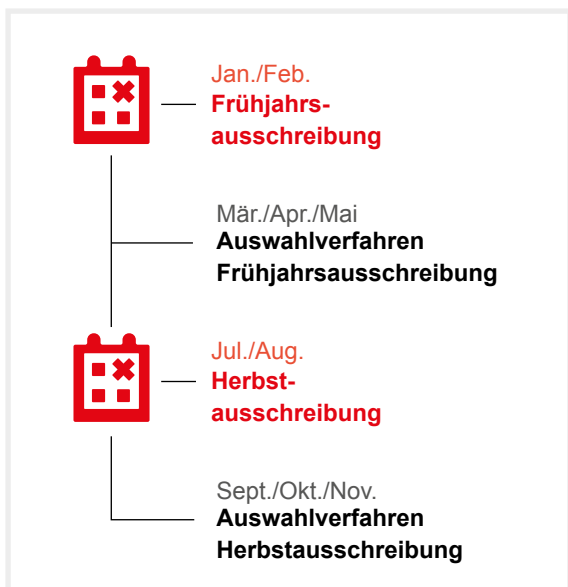 Jan./Feb.
Frühjahrs-
ausschreibung
Mär./Apr./Mai
Auswahlverfahren
Frühjahrsausschreibung
Jul./Aug.
Herbst-
ausschreibung
Sept./Okt./Nov.
Auswahlverfahren
Herbstausschreibung